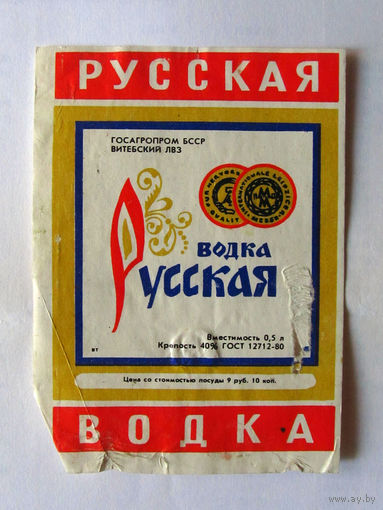 РУССКАЯ
ГОСАГРОПРОМ БССР
ВИТЕБСКИЙ ЛВЗ
ВОДКА
Русская
Вместимость 0,5 л
Крепость 40% ГОСТ 12712-80
Цена со стоимостью посуды 9 руб. 10 коп.
ВОДКА
ay.by